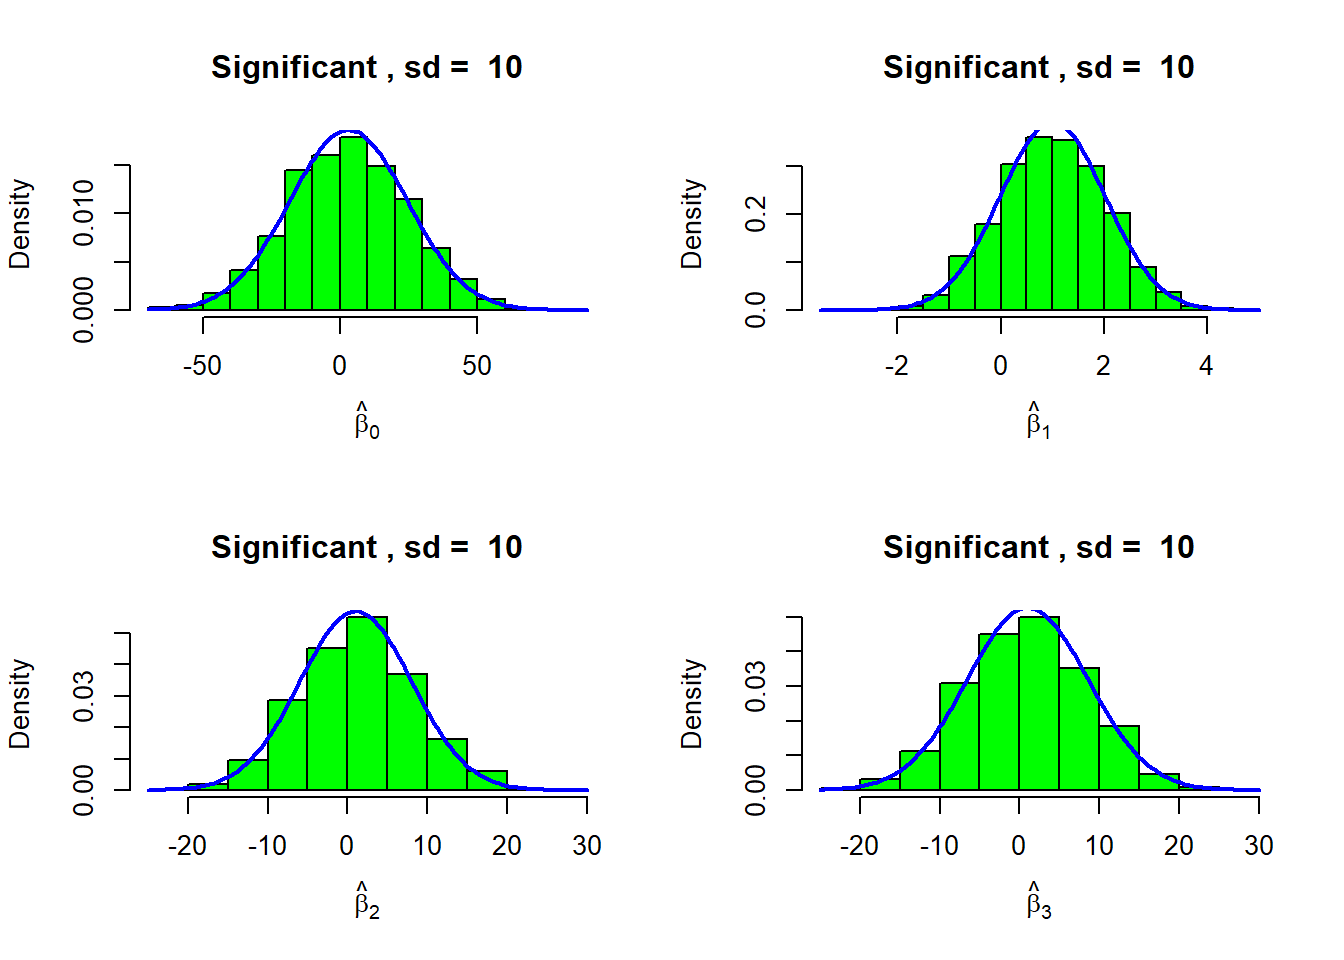 Significant , sd =  10
Density
0.000 0.010
-50 0 50
β̂0
Significant , sd =  10
Density
0.0 0.2
-2 0 2 4
β̂1
Significant , sd =  10
Density
0.00 0.03
-20 -10 0 10 20 30
β̂2
Significant , sd =  10
Density
0.00 0.03
-20 -10 0 10 20 30
β̂3